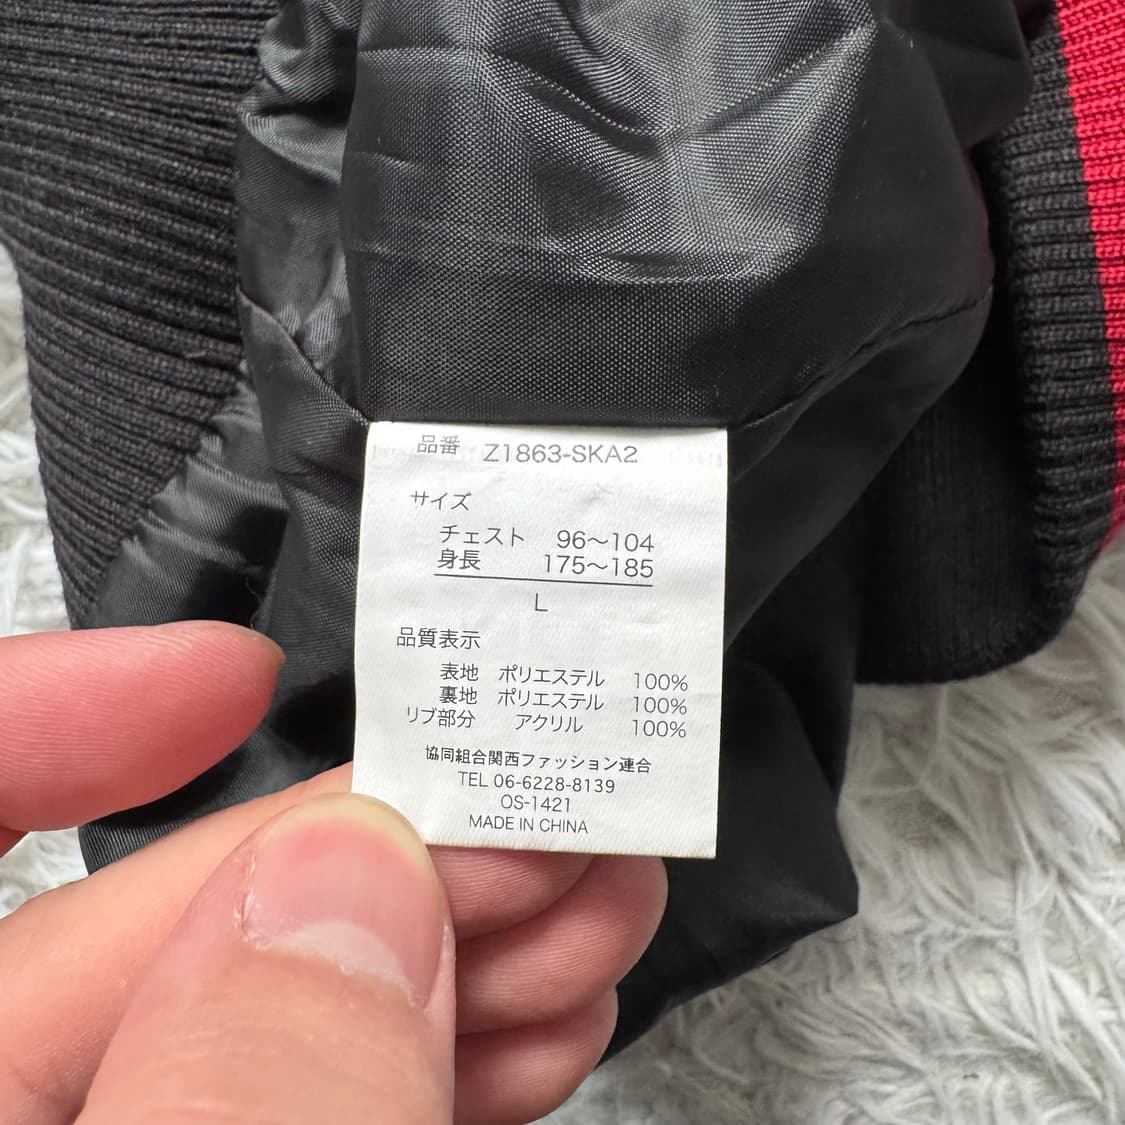 品番 Z1863-SKA2
サイズ
チェスト 96～104
身長 175～185
L
品質表示
表地 ポリエステル 100%
裏地 ポリエステル 100%
リブ部分 アクリル 100%
協同組合関西ファッション連合
TEL 06-6228-8139
OS-1421
MADE IN CHINA